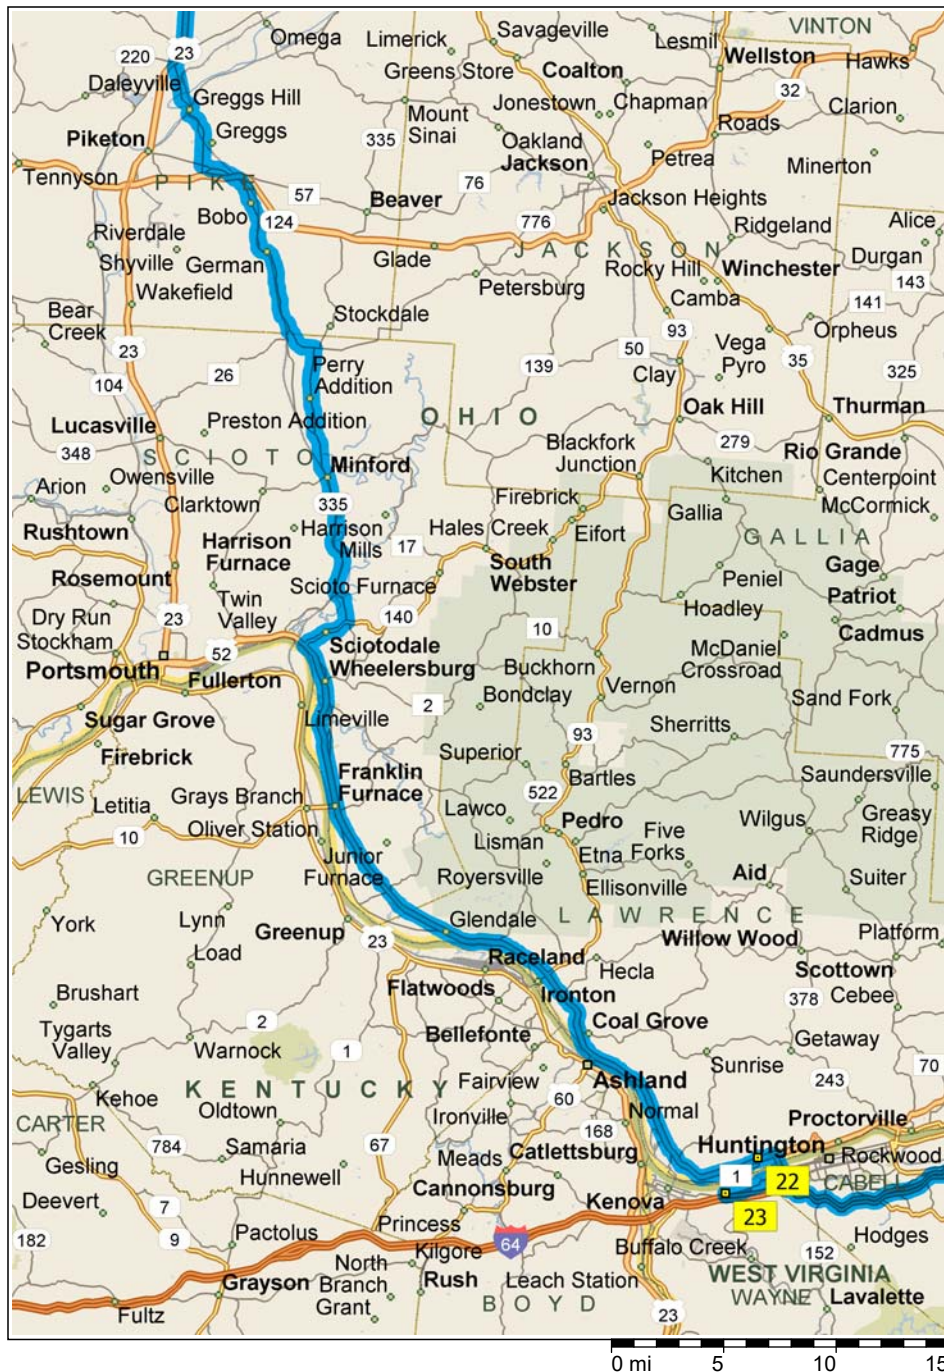 VINTON
Omega
Savageville
Lesmil
23
220
Limerick
Greens Store
Wellston
Hawks
Daleyville
Coalton
32
Greggs Hill
Jonestown
Chapman
Clarion
Mount
Sinai
Greggs
335
Oakland
Roads
Piketon
Jackson
Petrea
Minerton
Tennyson
PIKE
57
Beaver
76
Jackson Heights
Bobo
124
776
Ridgeland
Alice
Riverdale
JACKSON
Shyville
German
Glade
Rocky Hill
Winchester
Durgan
143
Wakefield
Petersburg
Camba
141
Bear
Creek
Stockdale
Orpheus
23
93
50
Vega
35
Perry
Addition
139
Clay
Pyro
325
104
26
Preston Addition
OHIO
Oak Hill
Thurman
Lucasville
Blackfork
Junction
279
348
SCIOTO
Minford
Kitchen
Rio Grande
Owensville
Centerpoint
Arion
Clarktown
335
Firebrick
Gallia
McCormick
Rushtown
Harrison
Furnace
Harrison
Mills
Hales Creek
Eifort
GALLIA
17
South
Webster
Rosemount
Scioto Furnace
Peniel
Gage
Dry Run
Twin
Valley
Hoadley
Patriot
23
140
10
Stockham
Sciotodale
McDaniel
Crossroad
Cadmus
52
Portsmouth
Wheelersburg
Buckhorn
Fullerton
2
Bondclay
Vernon
Sand Fork
Sugar Grove
Limeville
93
Sherritts
Firebrick
Superior
775
LEWIS
Franklin
Furnace
Bartles
Saundersville
Letitia
Grays Branch
522
Lawco
Greasy
Ridge
10
Oliver Station
Pedro
Wilgus
Lisman
Five
Forks
Junior
Furnace
Etna
GREENUP
Royersville
Aid
Ellisonville
Suiter
York
Lynn
Glendale
LAWRENCE
Greenup
23
Willow Wood
Platform
Load
Raceland
Hecla
Scottown
Flatwoods
Ironton
Brushart
378
Cebee
2
Bellefonte
Coal Grove
Tygarts
Valley
Warnock
1
Sunrise
Getaway
Fairview
Ashland
70
Kehoe
KENTUCKY
60
243
Oldtown
Ironville
Normal
CARTER
168
Proctorville
784
Samaria
67
Meads
Catlettsburg
Huntington
Rockwood
Gesling
Hunnewell
1
22
CABELL
Deevert
Cannonsburg
Kenova
23
7
182
9
Pactolus
Princess
64
Hodges
Kilgore
Buffalo Creek
152
North
Branch
Grant
WEST VIRGINIA
Grayson
Rush
Leach Station
WAYNE
Lavalette
Fultz
BOYD
23
0 mi 5 10 15